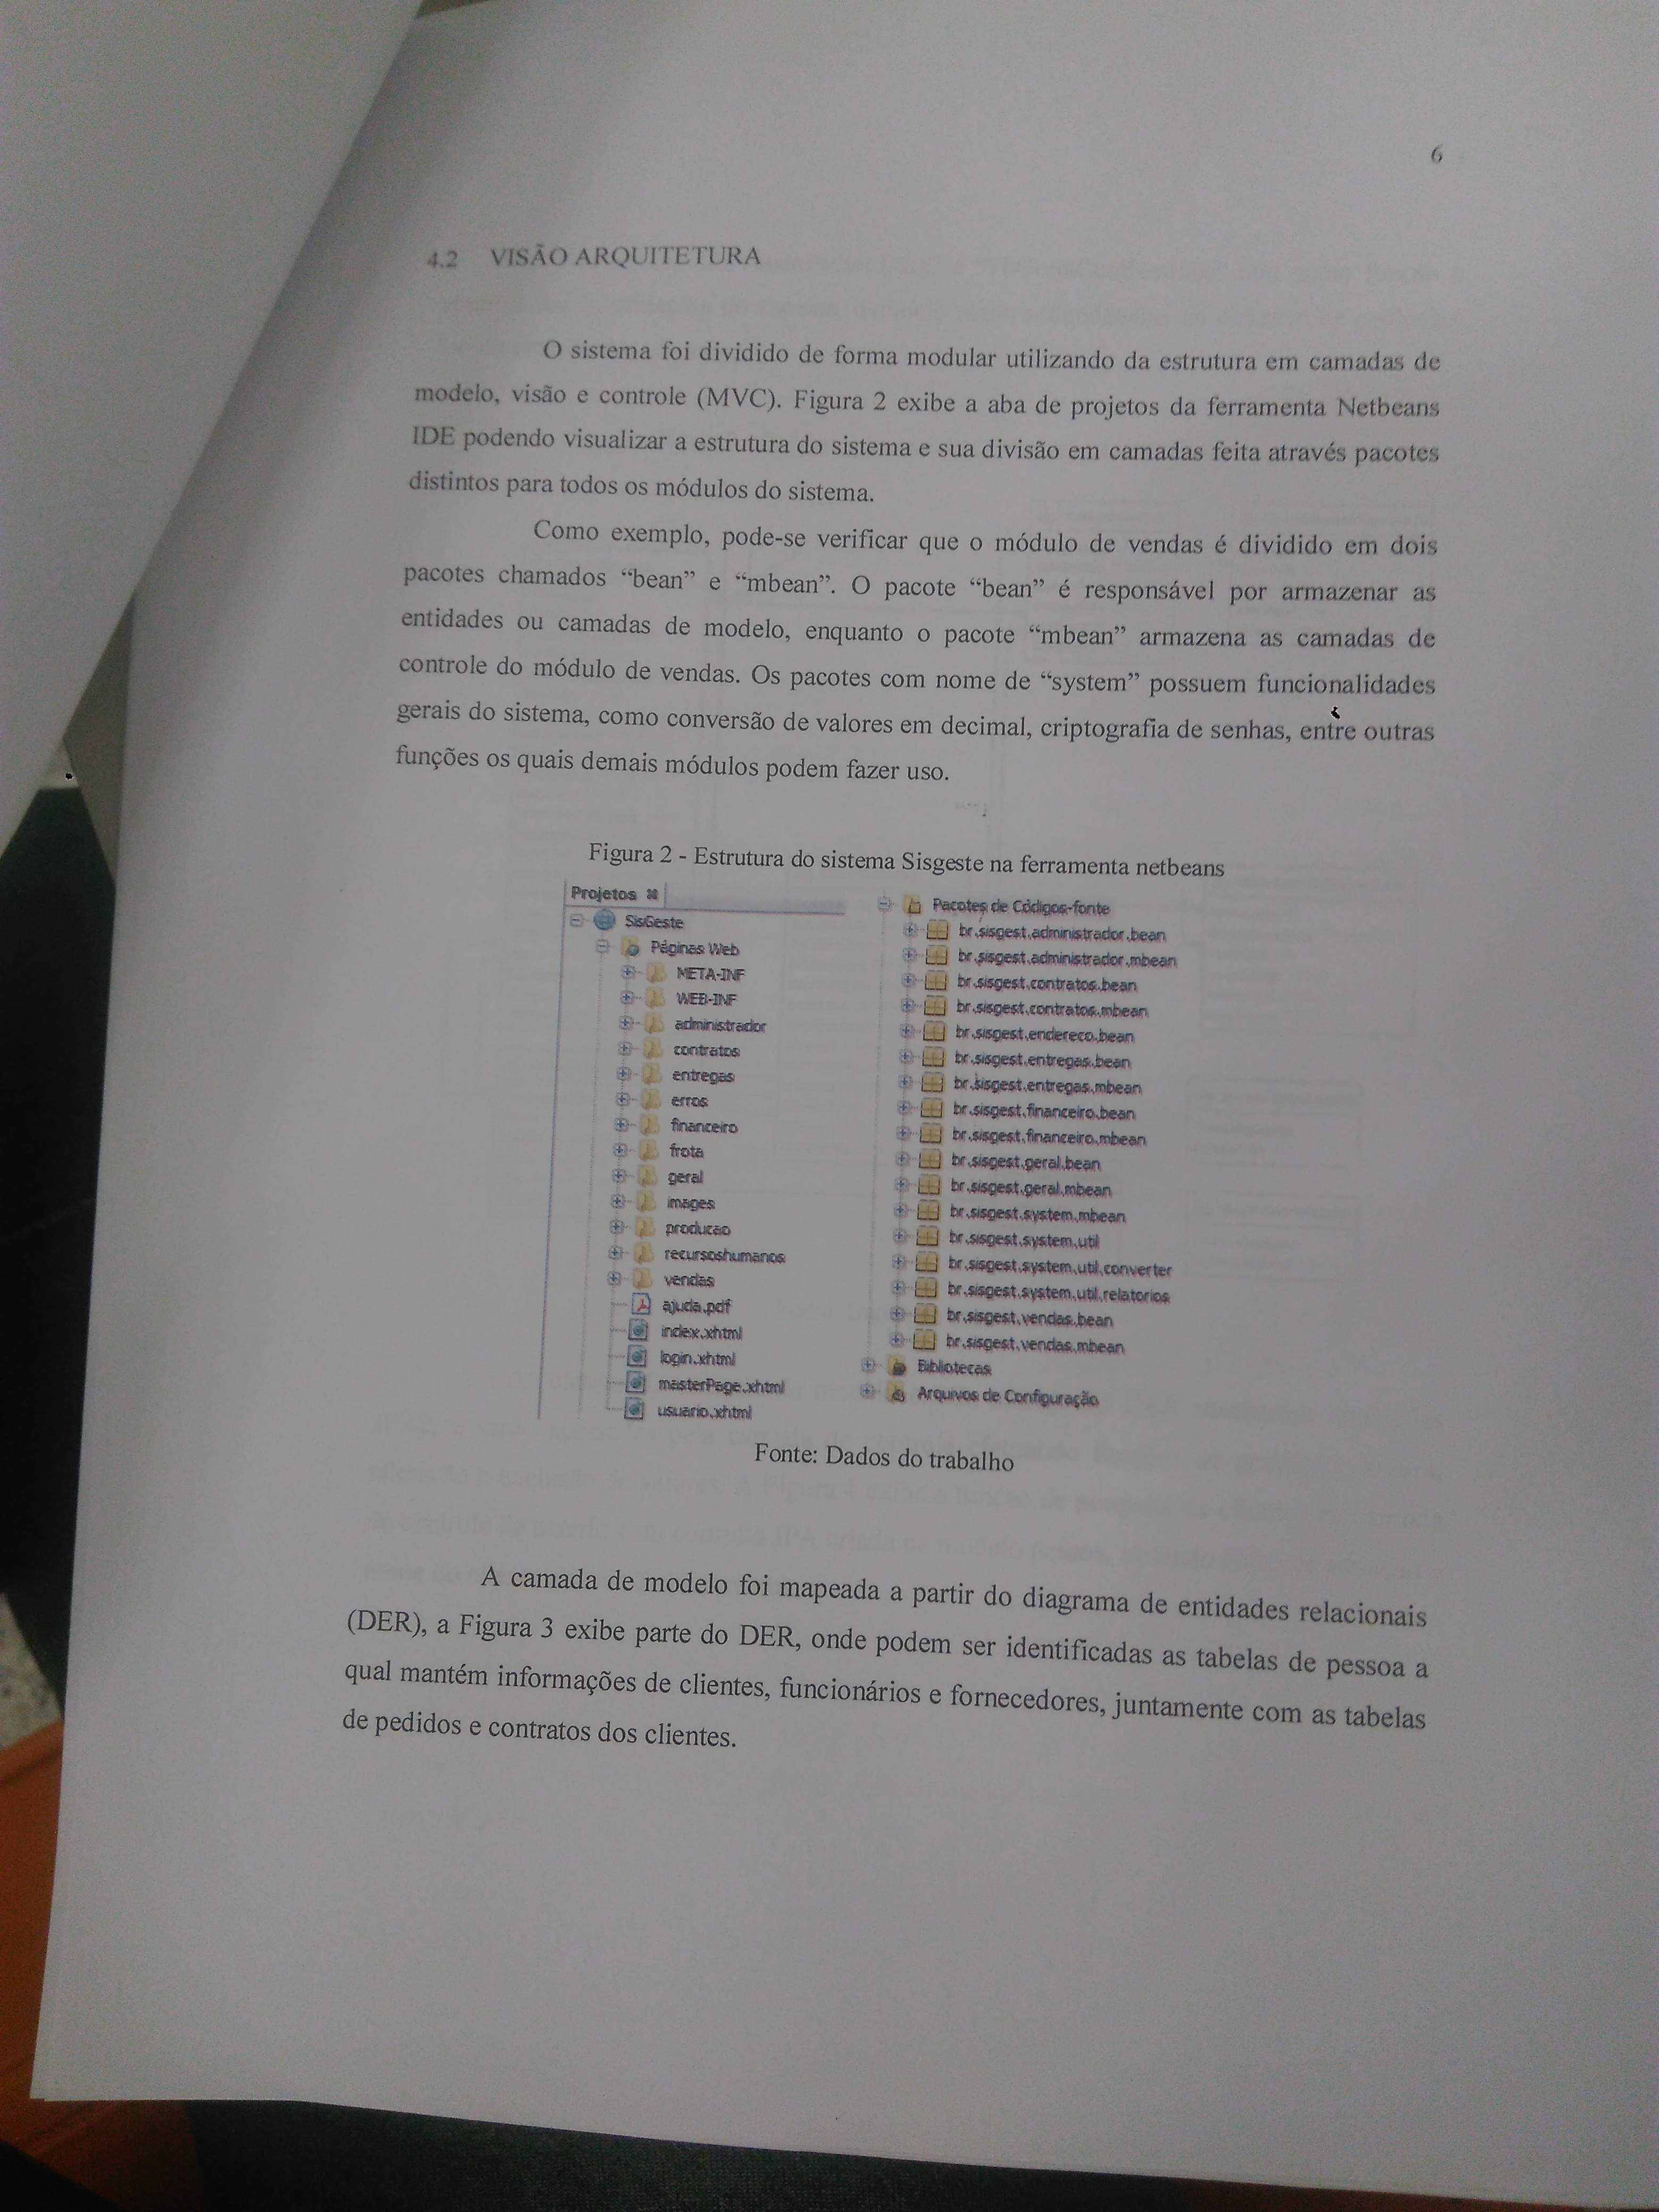 6
4.2 VISÃO ARQUITETURA
O sistema foi dividido de forma modular utilizando da estrutura em camadas de
modelo, visão e controle (MVC). Figura 2 exibe a aba de projetos da ferramenta Netbeans
IDE podendo visualizar a estrutura do sistema e sua divisão em camadas feita através pacotes
distintos para todos os módulos do sistema.
Como exemplo, pode-se verificar que o módulo de vendas é dividido em dois
pacotes chamados “bean” e “mbean”. O pacote “bean” é responsável por armazenar as
entidades ou camadas de modelo, enquanto o pacote “mbean” armazena as camadas de
controle do módulo de vendas. Os pacotes com nome de “system” possuem funcionalidades
gerais do sistema, como conversão de valores em decimal, criptografia de senhas, entre outras
funções os quais demais módulos podem fazer uso.
Figura 2 - Estrutura do sistema Sisgeste na ferramenta netbeans
Projetos
SisGeste
Páginas Web
META-INF
WEB-INF
administrador
contratos
entregas
erros
financeiro
frota
geral
images
producao
recursoshumanos
vendas
ajuda.pdf
index.xhtml
login.xhtml
masterPage.xhtml
usuario.xhtml
Pacotes de Códigos-fonte
br.sisgest.administrador.bean
br.sisgest.administrador.mbean
br.sisgest.contratos.bean
br.sisgest.contratos.mbean
br.sisgest.endereco.bean
br.sisgest.entregas.bean
br.sisgest.entregas.mbean
br.sisgest.financeiro.bean
br.sisgest.financeiro.mbean
br.sisgest.geral.bean
br.sisgest.geral.mbean
br.sisgest.system.mbean
br.sisgest.system.util
br.sisgest.system.util.converter
br.sisgest.system.util.relatorios
br.sisgest.vendas.bean
br.sisgest.vendas.mbean
Bibliotecas
Arquivos de Configuração
Fonte: Dados do trabalho
A camada de modelo foi mapeada a partir do diagrama de entidades relacionais
(DER), a Figura 3 exibe parte do DER, onde podem ser identificadas as tabelas de pessoa a
qual mantém informações de clientes, funcionários e fornecedores, juntamente com as tabelas
de pedidos e contratos dos clientes.